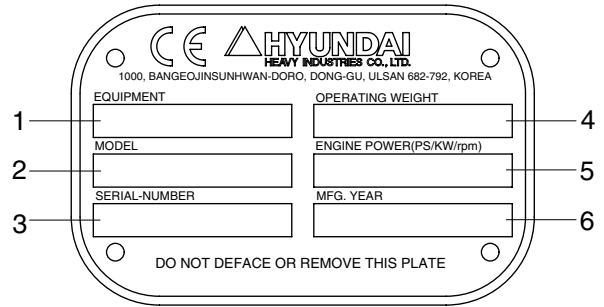 CE HYUNDAI
HEAVY INDUSTRIES CO., LTD.
1000, BANGEOJINSUNHWAN-DORO, DONG-GU, ULSAN 682-792, KOREA
EQUIPMENT OPERATING WEIGHT
1 4
MODEL ENGINE POWER(PS/KW/rpm)
2 5
SERIAL-NUMBER MFG. YEAR
3 6
DO NOT DEFACE OR REMOVE THIS PLATE